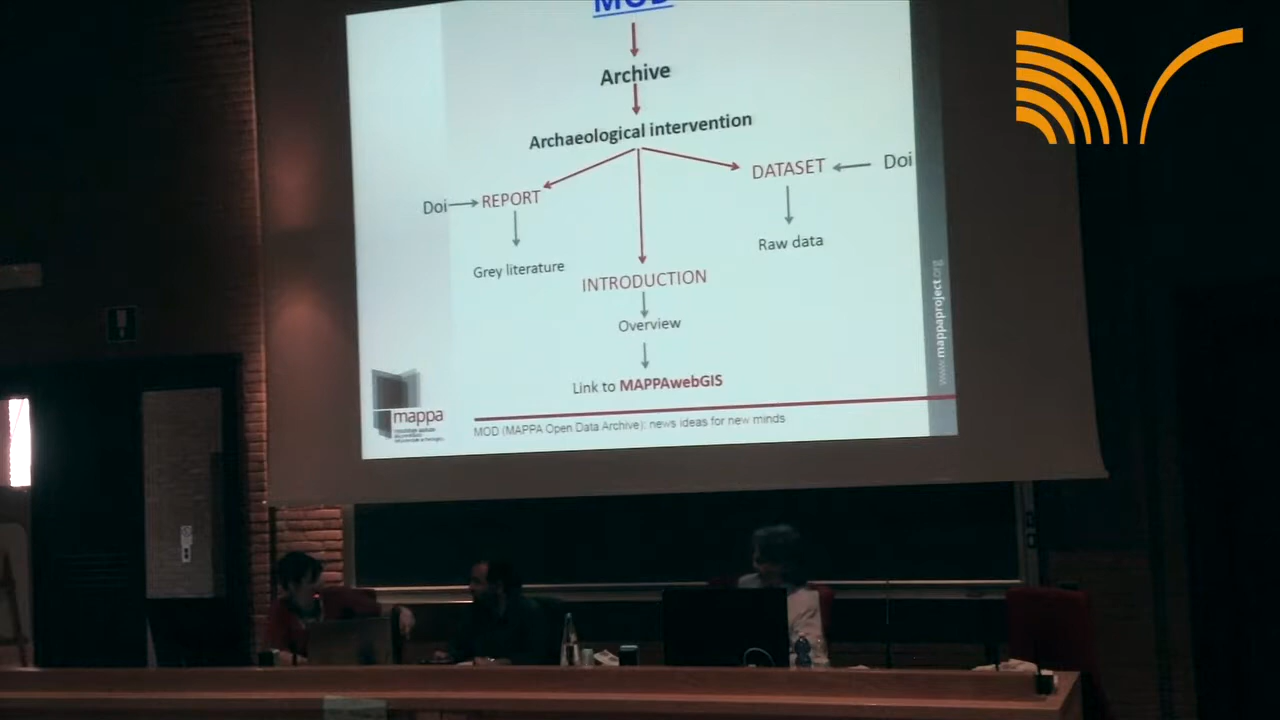 MOD
Archive
Archaeological intervention
DATASET
Doi
Doi
REPORT
Raw data
Grey literature
INTRODUCTION
Overview
Link to MAPPAwebGIS
mappa
MOD (MAPPA Open Data Archive): news ideas for new minds
www.mappaproject.org